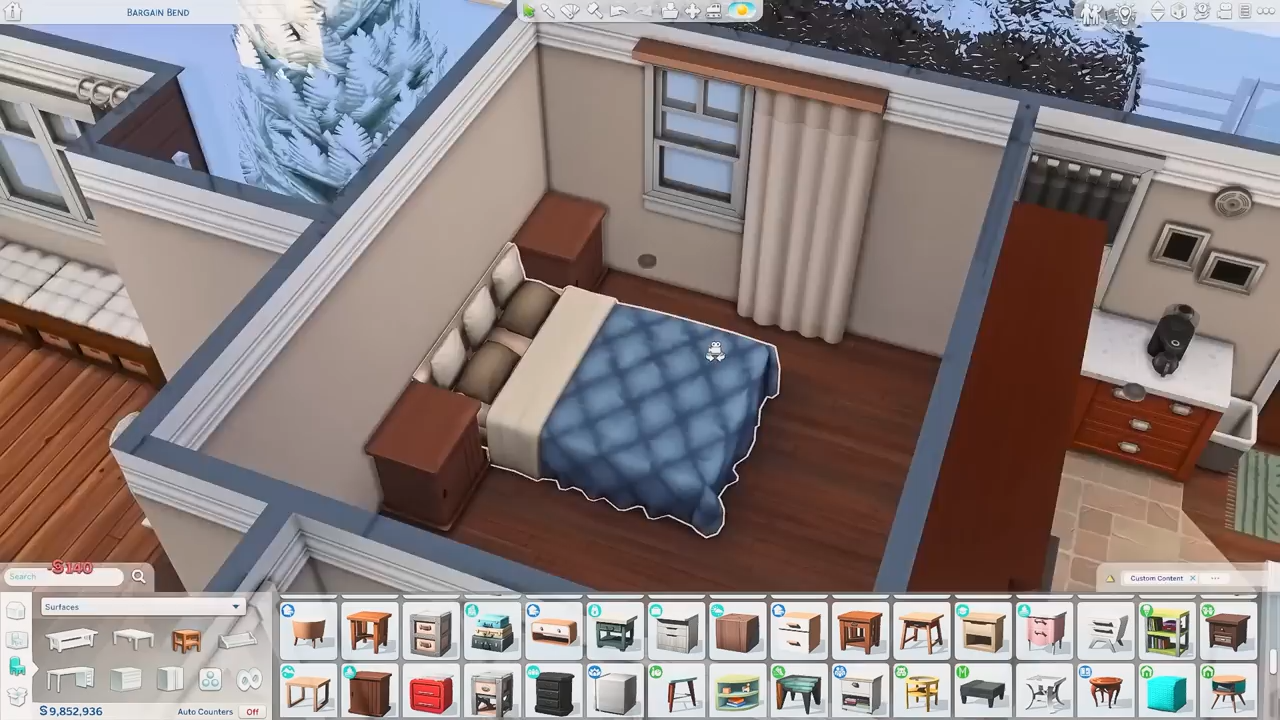 BARGAIN BEND
-§140
Search
Custom Content
Surfaces
§9,852,936
Auto Counters
Off